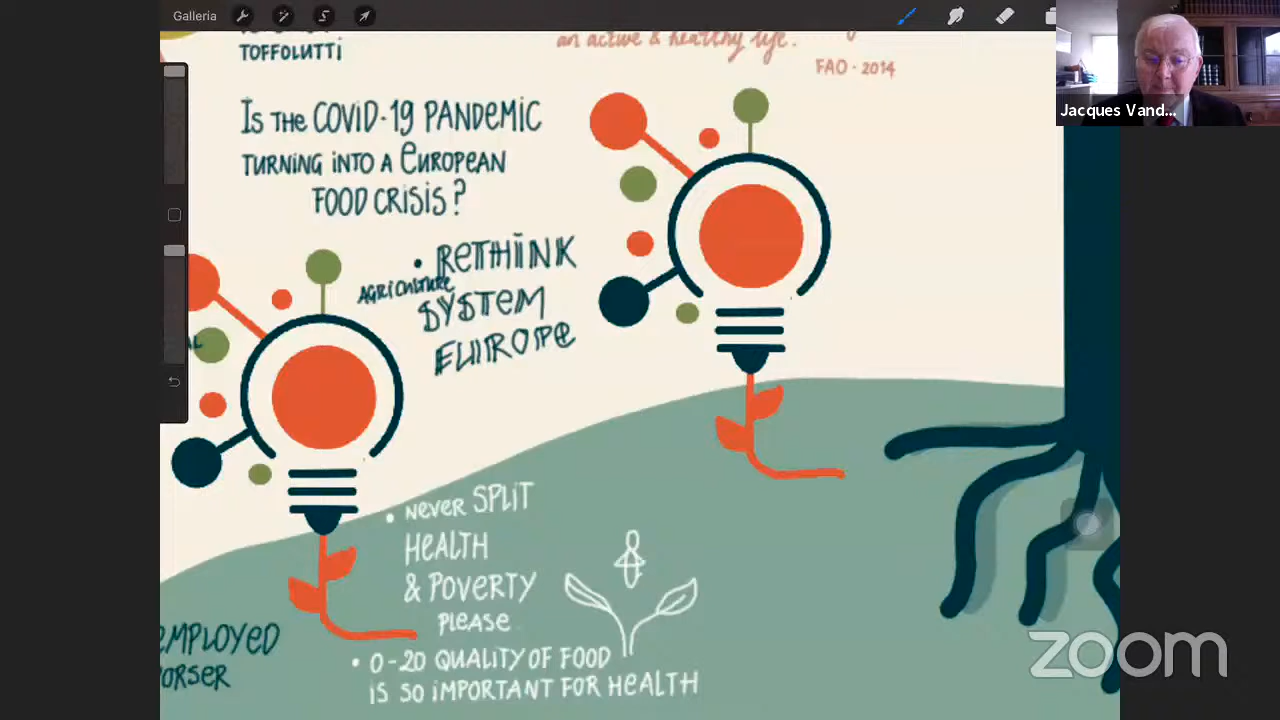 Galleria
TOFFOLUTTI
an active & healthy life.
FAO - 2014
Jacques Vand...
IS THE COVID-19 PANDEMIC
TURNING INTO A EUROPEAN
FOOD CRISIS?
• RETHINK
AGRICULTURE
SYSTEM
EUROPE
• NEVER SPLIT
HEALTH
& POVERTY
PLEASE
EMPLOYED
ORSER
• 0-20 QUALITY OF FOOD
IS SO IMPORTANT FOR HEALTH
zoom